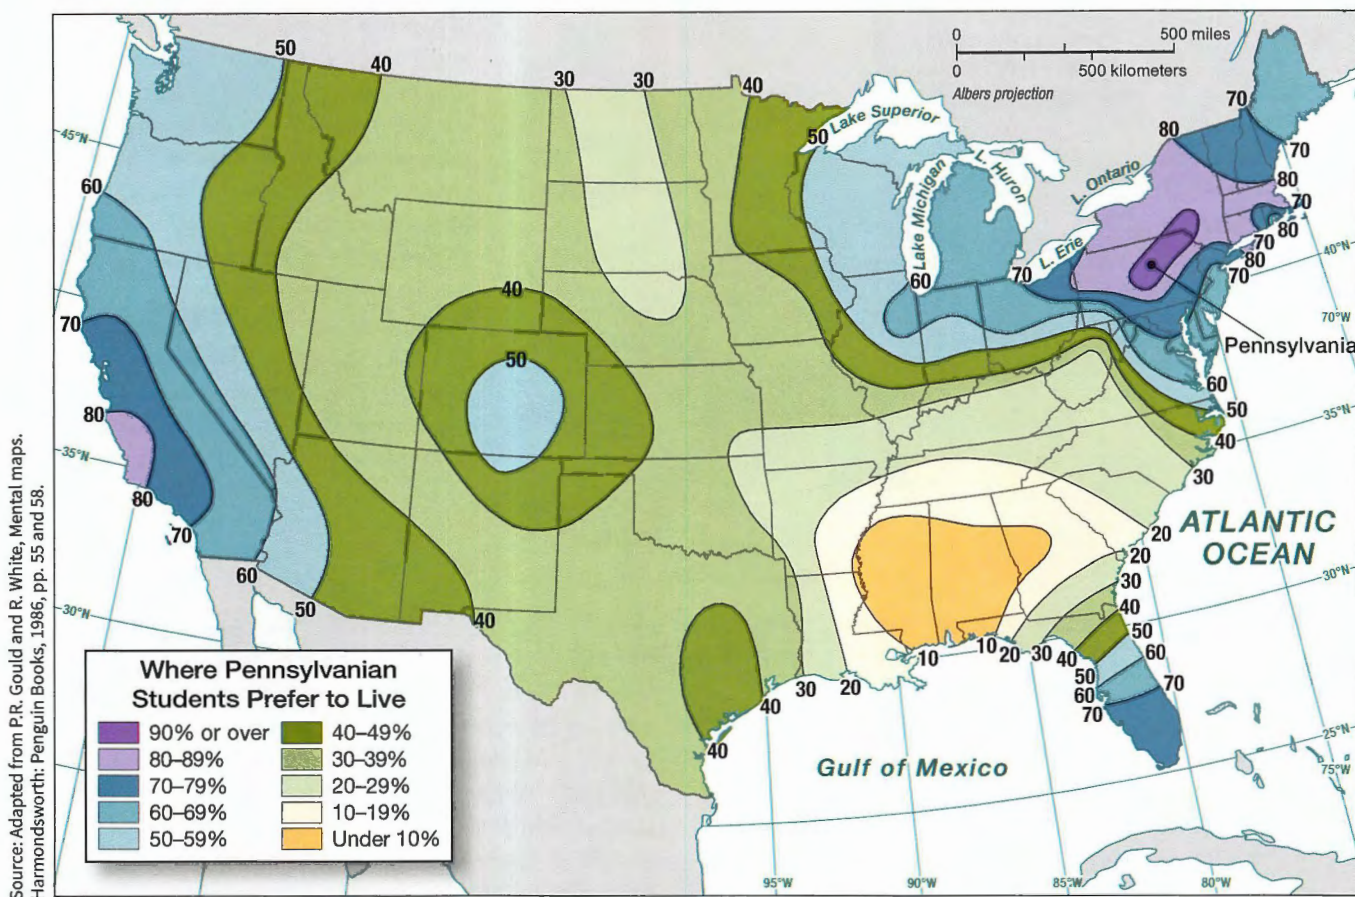 Source: Adapted from P.R. Gould and R. White, Mental maps.
Harmondsworth: Penguin Books, 1986, pp. 55 and 58.
0 500 miles
0 500 kilometers
Albers projection
50
40
30
30
40
50
Lake Superior
L. Huron
Lake Michigan
L. Ontario
L. Erie
70
80
70
80
70
80
70
80
70
60
70
45°N
60
40°N
70°W
Pennsylvania
40
50
70
80
35°N
80
70
60
50
40
60
50
40
30
35°N
ATLANTIC
OCEAN
20
20
30
40
50
60
70
30°N
30°N
10
10
20
30
40
50
60
70
30
20
40
40
Gulf of Mexico
25°N
75°W
95°W
90°W
85°W
80°W
Where Pennsylvanian
Students Prefer to Live
90% or over
80–89%
70–79%
60–69%
50–59%
40–49%
30–39%
20–29%
10–19%
Under 10%